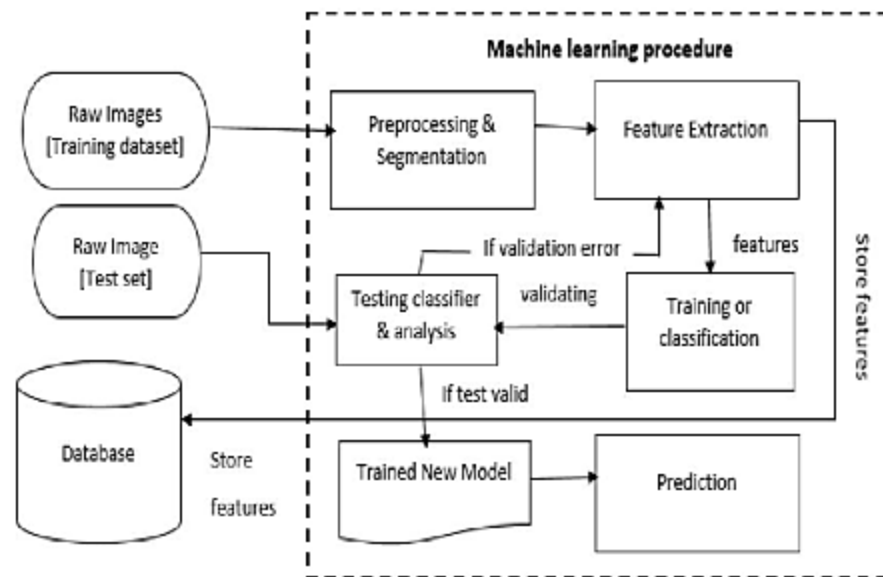 Machine learning procedure
Raw Images
[Training dataset]
Preprocessing &
Segmentation
Feature Extraction
Raw Image
[Test set]
If validation error
features
Store features
Testing classifier
& analysis
validating
Training or
classification
If test valid
Database
Store
features
Trained New Model
Prediction